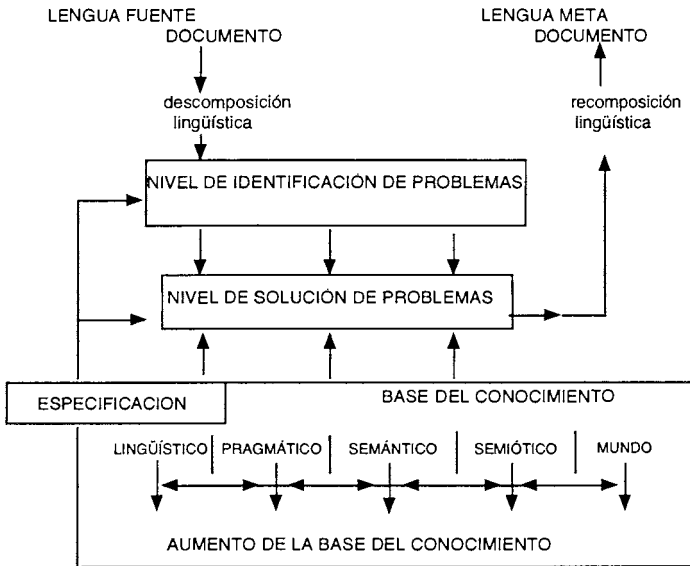 LENGUA FUENTE
DOCUMENTO
LENGUA META
DOCUMENTO
descomposición
lingüística
recomposición
lingüística
NIVEL DE IDENTIFICACIÓN DE PROBLEMAS
NIVEL DE SOLUCIÓN DE PROBLEMAS
ESPECIFICACION
BASE DEL CONOCIMIENTO
LINGÜÍSTICO PRAGMÁTICO SEMÁNTICO SEMIÓTICO MUNDO
AUMENTO DE LA BASE DEL CONOCIMIENTO